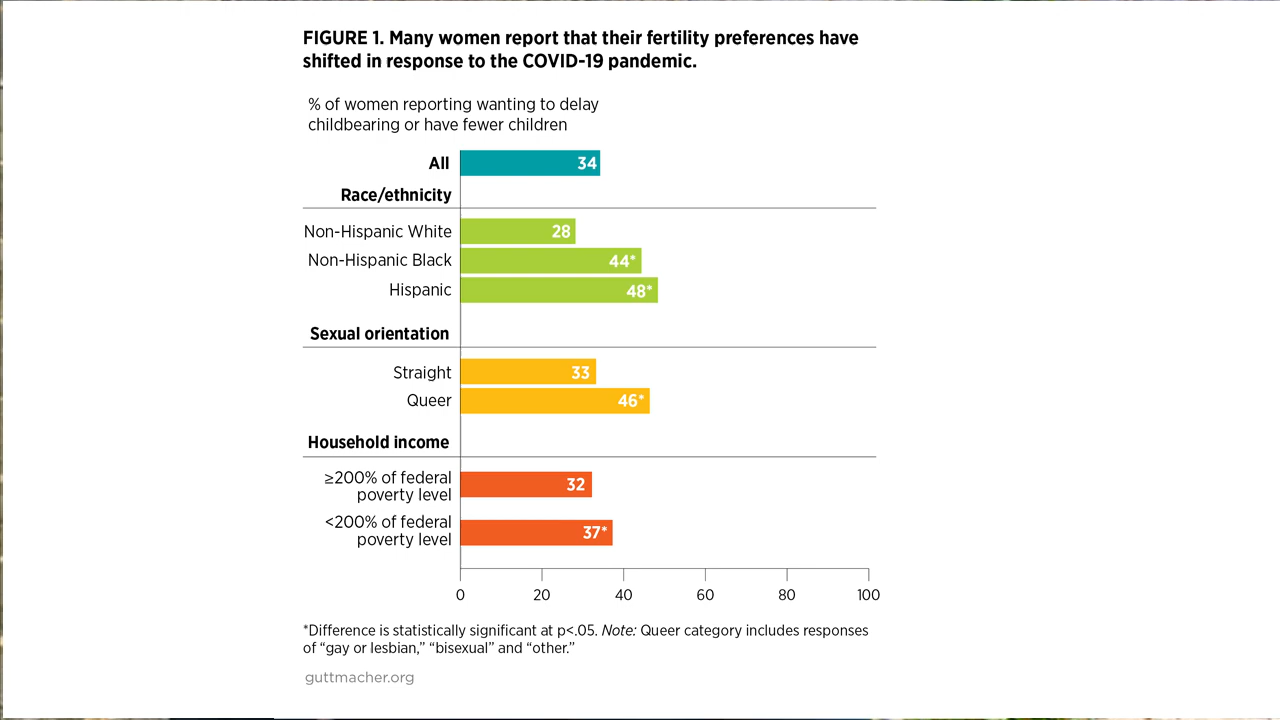 FIGURE 1. Many women report that their fertility preferences have
shifted in response to the COVID-19 pandemic.
% of women reporting wanting to delay
childbearing or have fewer children
All 34
Race/ethnicity
Non-Hispanic White 28
Non-Hispanic Black 44*
Hispanic 48*
Sexual orientation
Straight 33
Queer 46*
Household income
≥200% of federal
poverty level 32
<200% of federal
poverty level 37*
0 20 40 60 80 100
*Difference is statistically significant at p<.05. Note: Queer category includes responses
of “gay or lesbian,” “bisexual” and “other.”
guttmacher.org